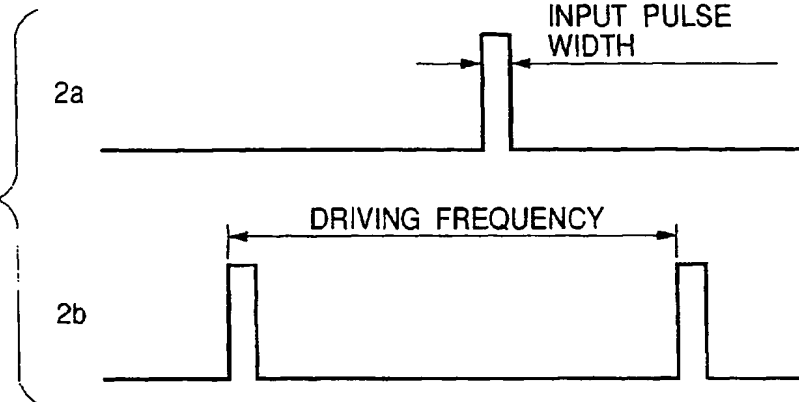 INPUT PULSE
WIDTH
2a
DRIVING FREQUENCY
2b